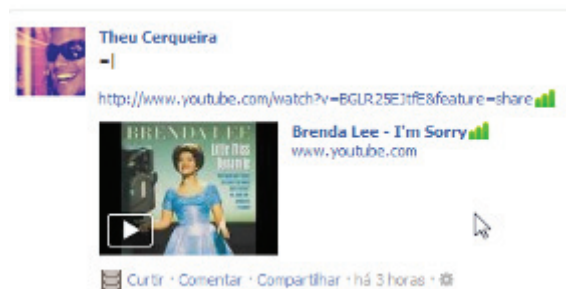 Theu Cerqueira
=|
http://www.youtube.com/watch?v=BGLR25EJtfE&feature=share
BRENDA LEE
Little Miss
Dynamite
Brenda Lee - I'm Sorry
www.youtube.com
Curtir · Comentar · Compartilhar · há 3 horas ·